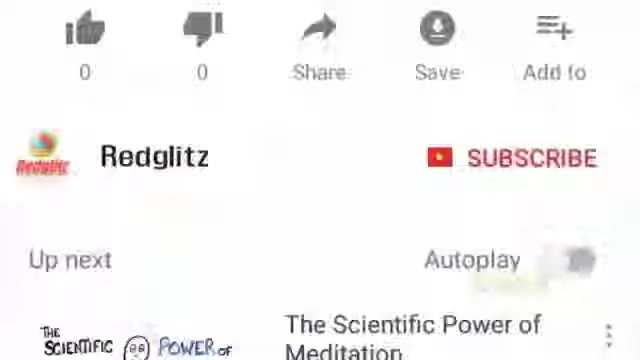 0
0
Share
Save
Add to
Redglitz
Redglitz
SUBSCRIBE
Up next
Autoplay
The Scientific Power of
Meditation
THE
SCIENTIFIC POWER OF